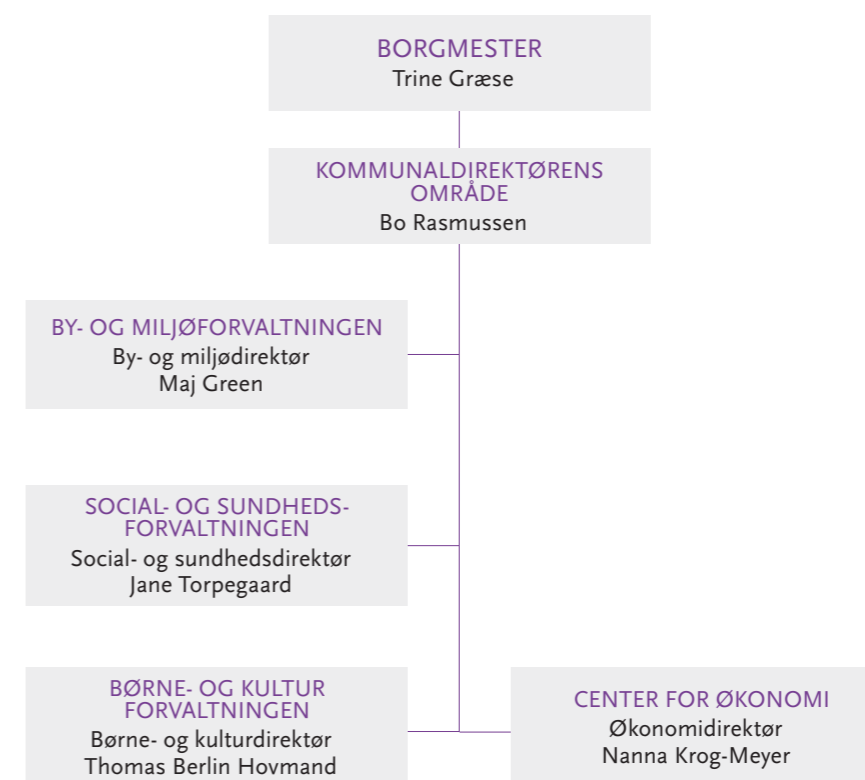 BORGMESTER
Trine Græse
KOMMUNALDIREKTØRENS
OMRÅDE
Bo Rasmussen
BY- OG MILJØFORVALTNINGEN
By- og miljødirektør
Maj Green
SOCIAL- OG SUNDHEDS-
FORVALTNINGEN
Social- og sundhedsdirektør
Jane Torpegaard
BØRNE- OG KULTUR
FORVALTNINGEN
Børne- og kulturdirektør
Thomas Berlin Hovmand
CENTER FOR ØKONOMI
Økonomidirektør
Nanna Krog-Meyer